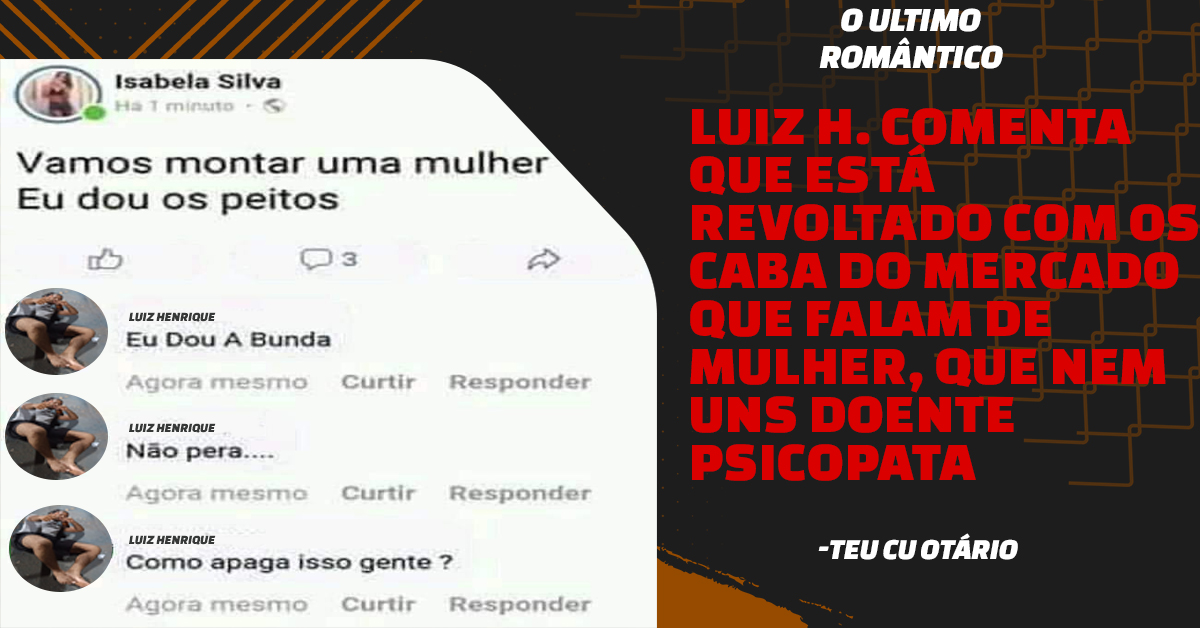 Isabela Silva
Há 1 minuto ·
Vamos montar uma mulher
Eu dou os peitos
3
LUIZ HENRIQUE
Eu Dou A Bunda
Agora mesmo Curtir Responder
LUIZ HENRIQUE
Não pera....
Agora mesmo Curtir Responder
LUIZ HENRIQUE
Como apaga isso gente ?
Agora mesmo Curtir Responder
O ULTIMO
ROMÂNTICO
LUIZ H. COMENTA
QUE ESTÁ
REVOLTADO COM OS
CABA DO MERCADO
QUE FALAM DE
MULHER, QUE NEM
UNS DOENTE
PSICOPATA
-TEU CU OTÁRIO